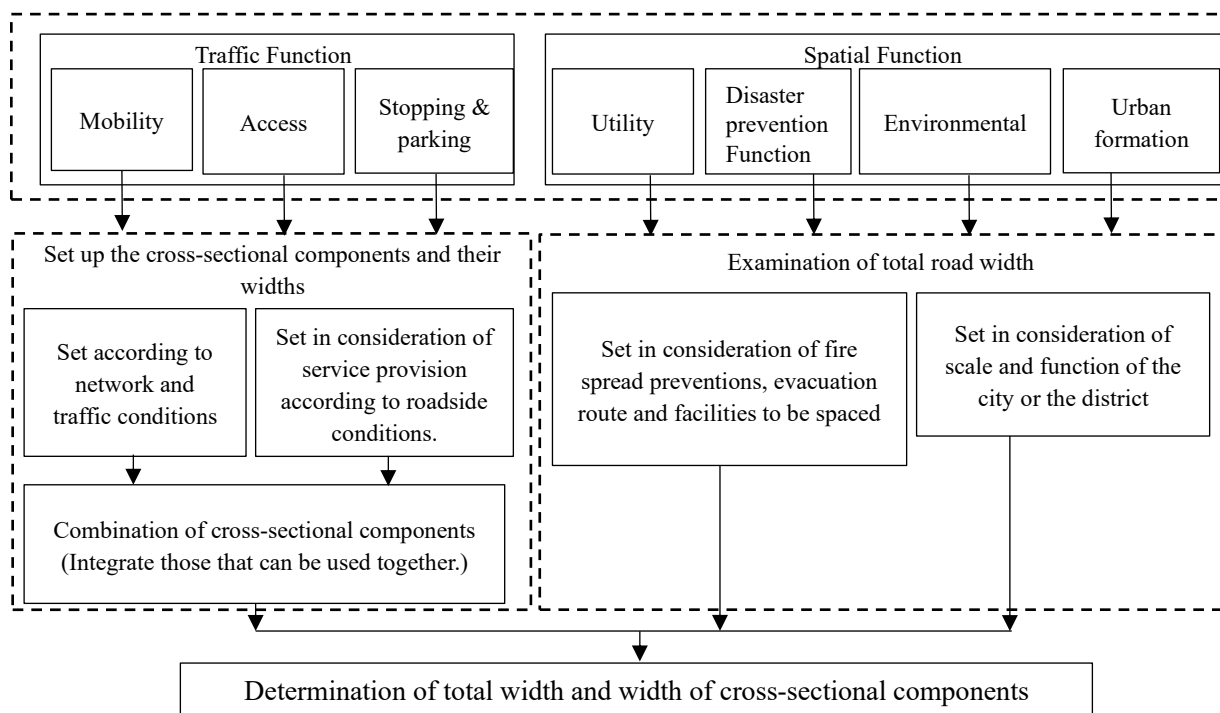 Traffic Function
Mobility
Access
Stopping &
parking
Spatial Function
Utility
Disaster
prevention
Function
Environmental
Urban
formation
Set up the cross-sectional components and their
widths
Set according to
network and
traffic conditions
Set in consideration of
service provision
according to roadside
conditions.
Combination of cross-sectional components
(Integrate those that can be used together.)
Examination of total road width
Set in consideration of fire
spread preventions, evacuation
route and facilities to be spaced
Set in consideration of
scale and function of the
city or the district
Determination of total width and width of cross-sectional components